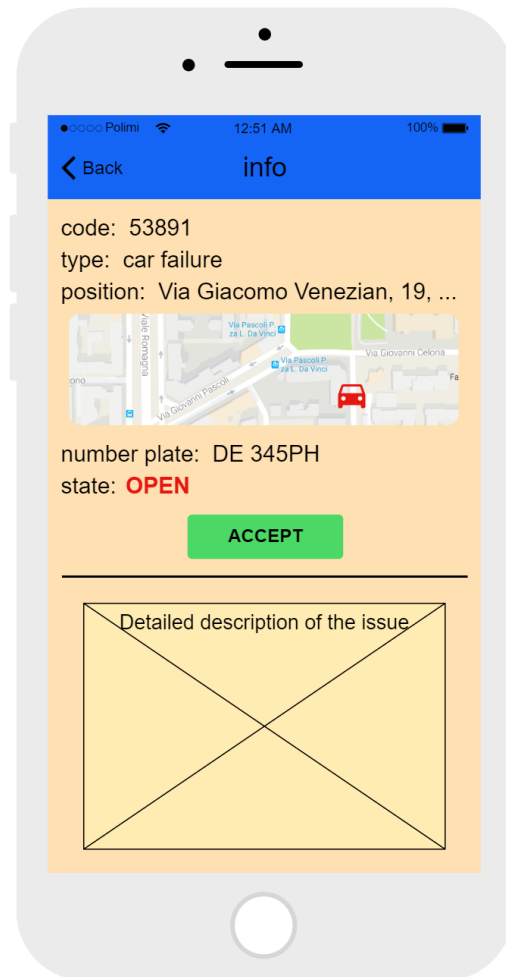 Polimi 12:51 AM 100%
Back info
code: 53891
type: car failure
position: Via Giacomo Venezian, 19, ...
Viale Romagna
Via Pascoli P.
za L. Da Vinci
Via Pascoli P.
za L. Da Vinci
Via Giovanni Celoria
ono
Fa
Via Giovanni Pascoli
number plate: DE 345PH
state: OPEN
ACCEPT
Detailed description of the issue